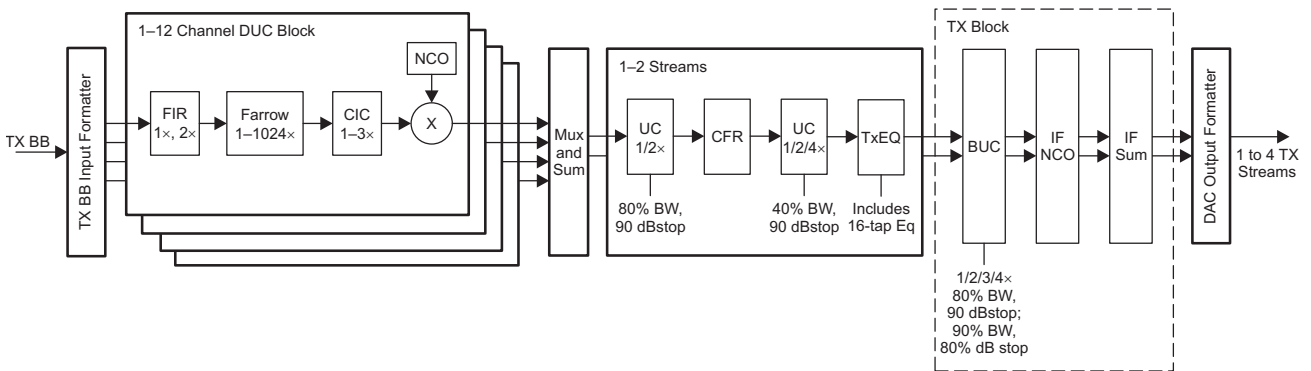 TX BB
TX BB Input Formatter
1–12 Channel DUC Block
FIR
1×, 2×
Farrow
1–1024×
CIC
1–3×
NCO
X
Mux
and
Sum
1–2 Streams
UC
1/2×
80% BW,
90 dBstop
CFR
UC
1/2/4×
40% BW,
90 dBstop
TxEQ
Includes
16-tap Eq
TX Block
BUC
1/2/3/4×
80% BW,
90 dBstop;
90% BW,
80% dB stop
IF
NCO
IF
Sum
DAC Output Formatter
1 to 4 TX
Streams